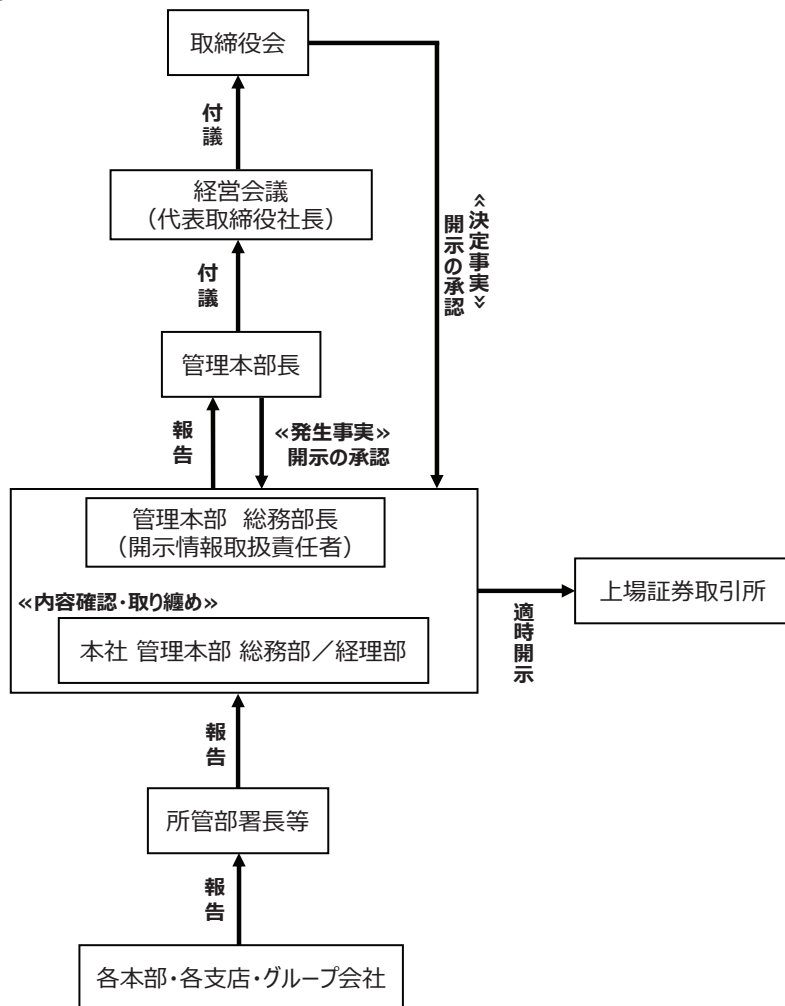 取締役会
付議
経営会議
（代表取締役社長）
付議
管理本部長
報告
≪発生事実≫
開示の承認
≪決定事実≫
開示の承認
管理本部 総務部長
（開示情報取扱責任者）
≪内容確認・取り纏め≫
本社 管理本部 総務部／経理部
適時開示
上場証券取引所
報告
所管部署長等
報告
各本部・各支店・グループ会社